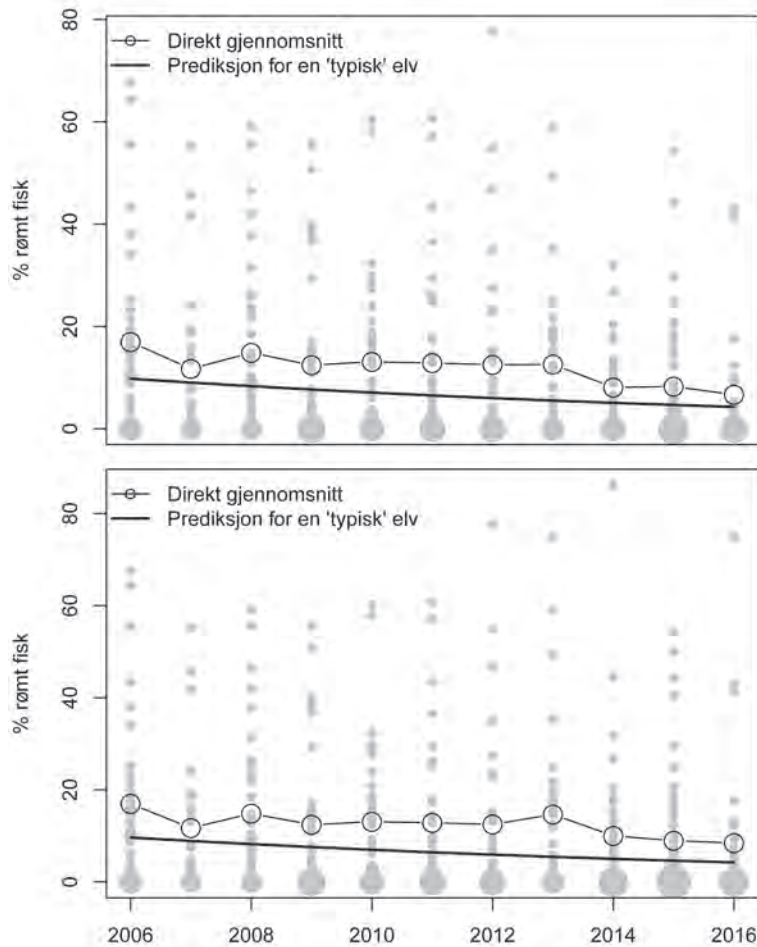 80
Direkt gjennomsnitt
Prediksjon for en 'typisk' elv
60
% rømt fisk
40
20
0
Direkt gjennomsnitt
Prediksjon for en 'typisk' elv
80
60
% rømt fisk
40
20
0
2006 2008 2010 2012 2014 2016